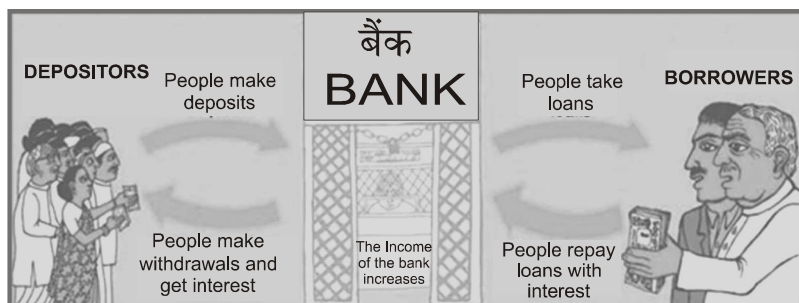 DEPOSITORS
People make
deposits
बैंक
BANK
People take
loans
BORROWERS
People make
withdrawals and
get interest
The Income
of the bank
increases
People repay
loans with
interest